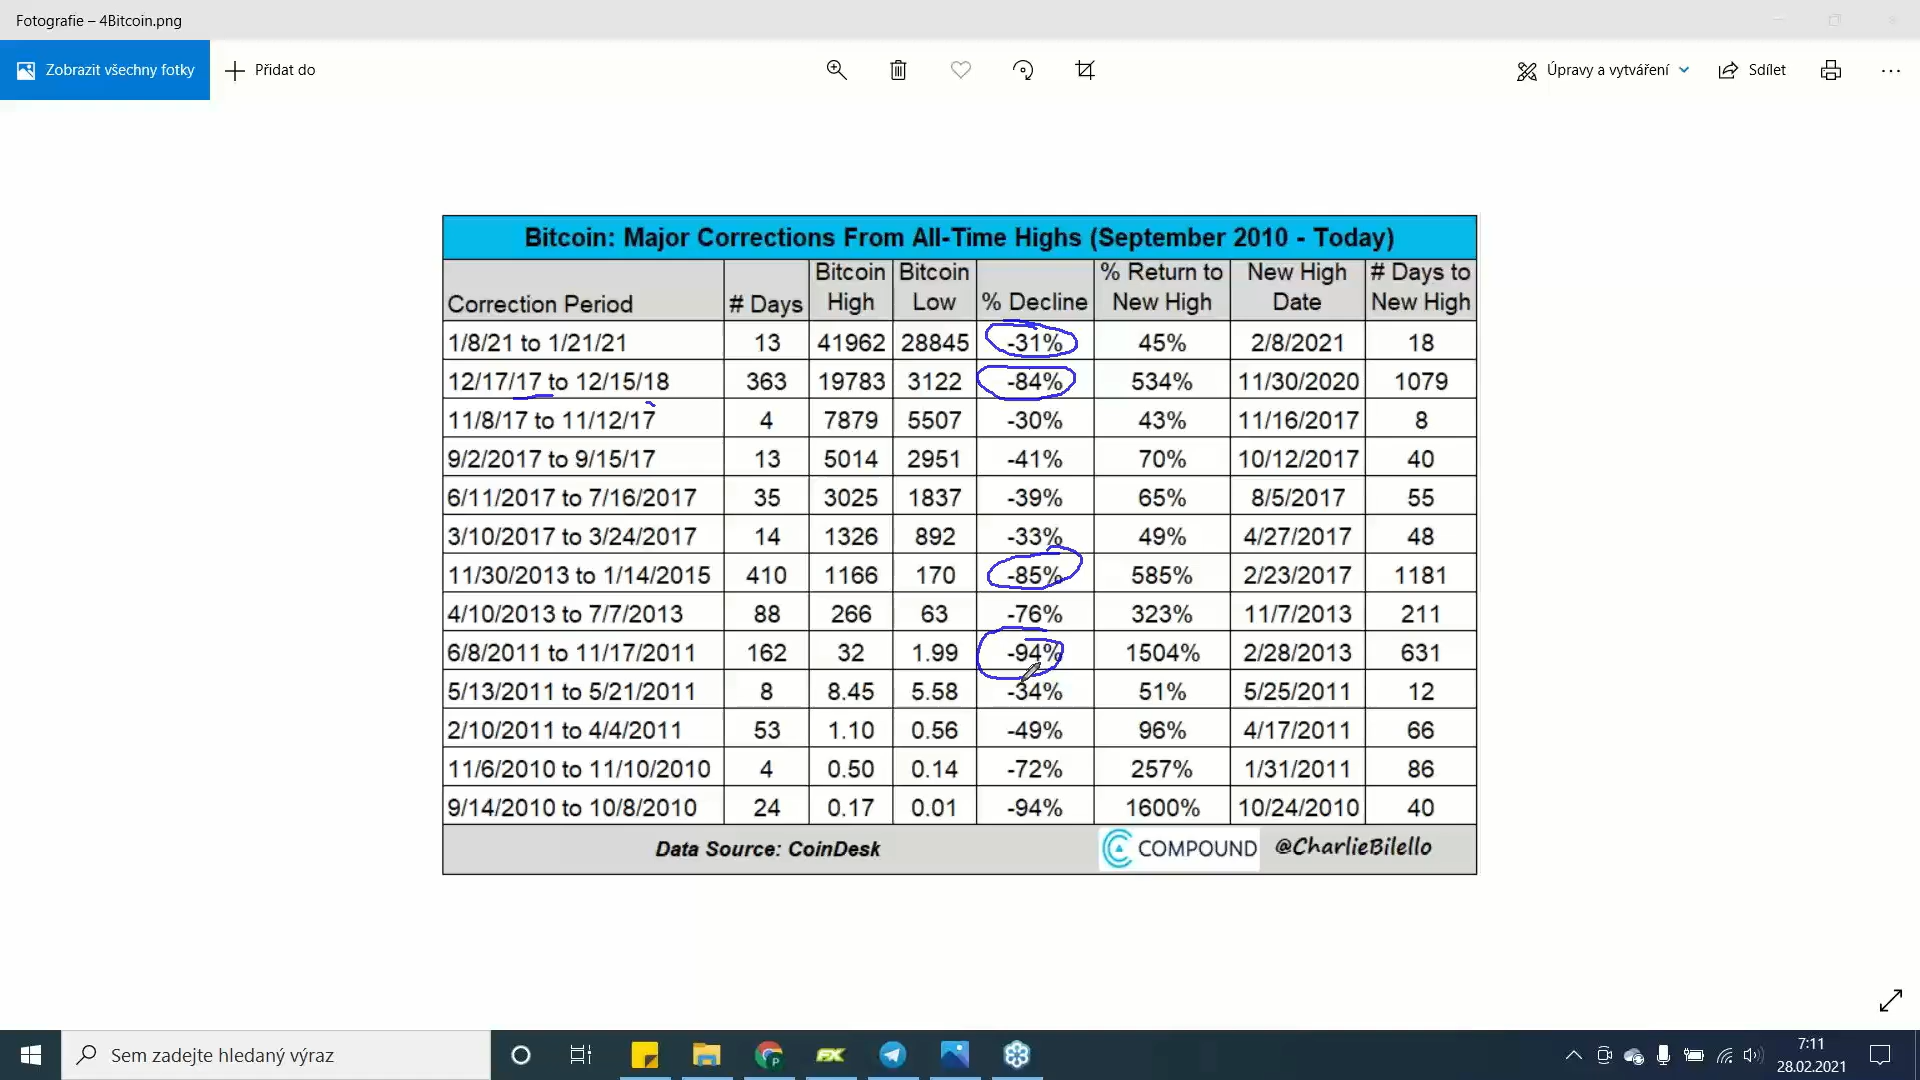 Fotografie – 4Bitcoin.png
Zobrazit všechny fotky Přidat do Úpravy a vytváření Sdílet
Bitcoin: Major Corrections From All-Time Highs (September 2010 - Today)
Correction Period # Days Bitcoin High Bitcoin Low % Decline % Return to New High New High Date # Days to New High
1/8/21 to 1/21/21 13 41962 28845 -31% 45% 2/8/2021 18
12/17/17 to 12/15/18 363 19783 3122 -84% 534% 11/30/2020 1079
11/8/17 to 11/12/17 4 7879 5507 -30% 43% 11/16/2017 8
9/2/2017 to 9/15/17 13 5014 2951 -41% 70% 10/12/2017 40
6/11/2017 to 7/16/2017 35 3025 1837 -39% 65% 8/5/2017 55
3/10/2017 to 3/24/2017 14 1326 892 -33% 49% 4/27/2017 48
11/30/2013 to 1/14/2015 410 1166 170 -85% 585% 2/23/2017 1181
4/10/2013 to 7/7/2013 88 266 63 -76% 323% 11/7/2013 211
6/8/2011 to 11/17/2011 162 32 1.99 -94% 1504% 2/28/2013 631
5/13/2011 to 5/21/2011 8 8.45 5.58 -34% 51% 5/25/2011 12
2/10/2011 to 4/4/2011 53 1.10 0.56 -49% 96% 4/17/2011 66
11/6/2010 to 11/10/2010 4 0.50 0.14 -72% 257% 1/31/2011 86
9/14/2010 to 10/8/2010 24 0.17 0.01 -94% 1600% 10/24/2010 40
Data Source: CoinDesk COMPOUND @CharlieBilello
Sem zadejte hledaný výraz
P
FX
7:11
28.02.2021